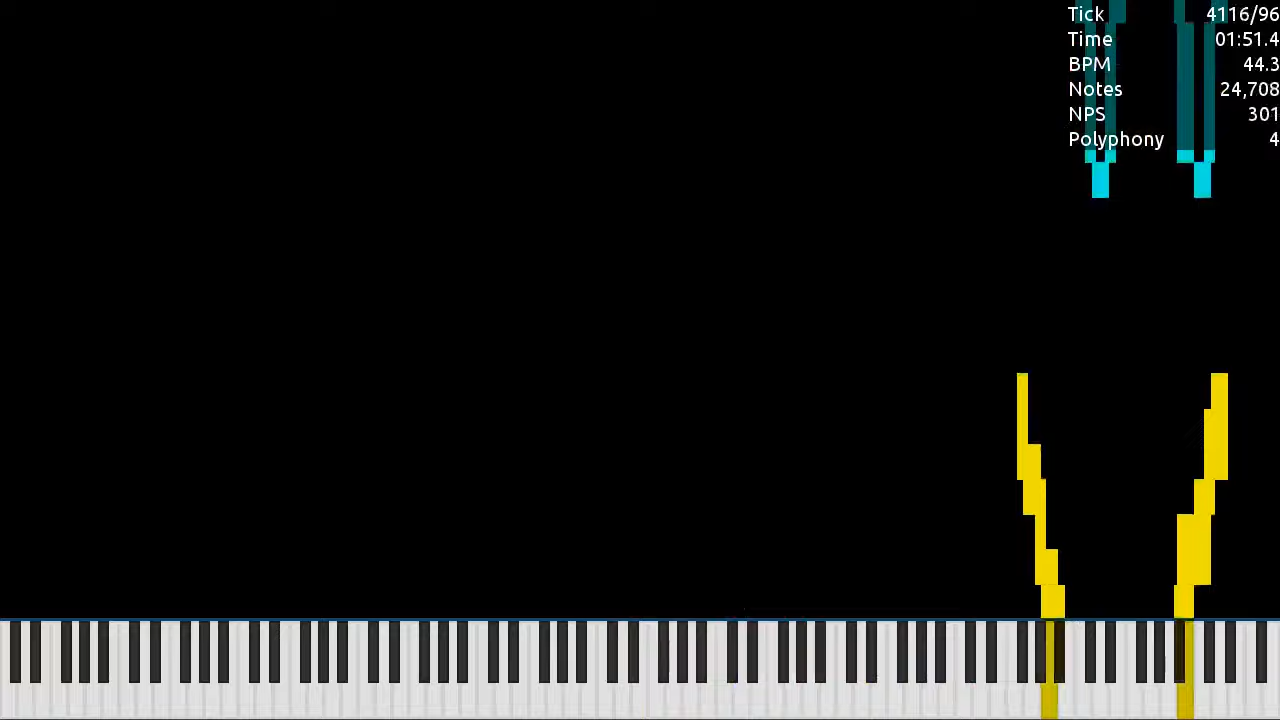 Tick 4116/96
Time 01:51.4
BPM 44.3
Notes 24,708
NPS 301
Polyphony 4